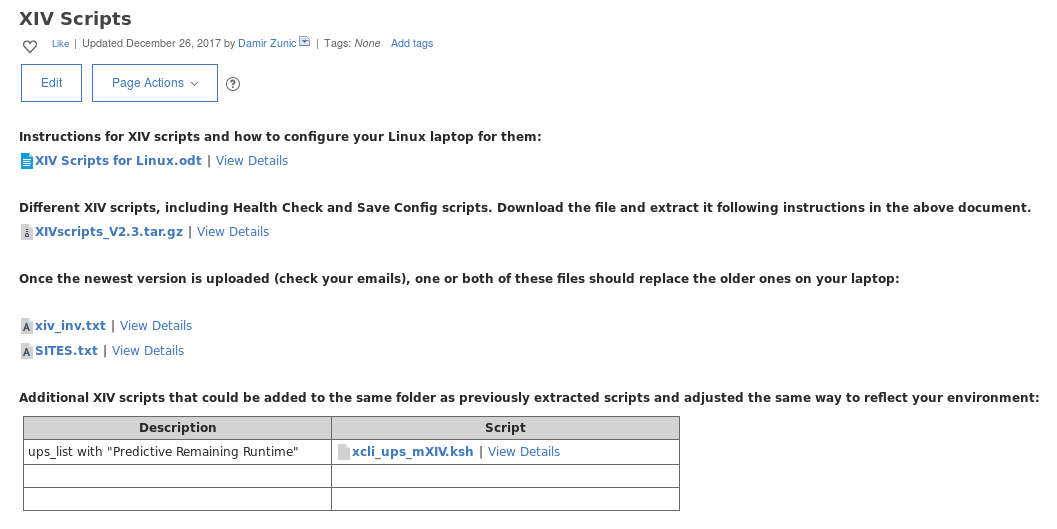 XIV Scripts
Like | Updated December 26, 2017 by Damir Zunic | Tags: None Add tags
Edit Page Actions ?
Instructions for XIV scripts and how to configure your Linux laptop for them:
XIV Scripts for Linux.odt | View Details
Different XIV scripts, including Health Check and Save Config scripts. Download the file and extract it following instructions in the above document.
XIVscripts_V2.3.tar.gz | View Details
Once the newest version is uploaded (check your emails), one or both of these files should replace the older ones on your laptop:
A xiv_inv.txt | View Details
A SITES.txt | View Details
Additional XIV scripts that could be added to the same folder as previously extracted scripts and adjusted the same way to reflect your environment:
Description Script
ups_list with "Predictive Remaining Runtime" xcli_ups_mXIV.ksh | View Details